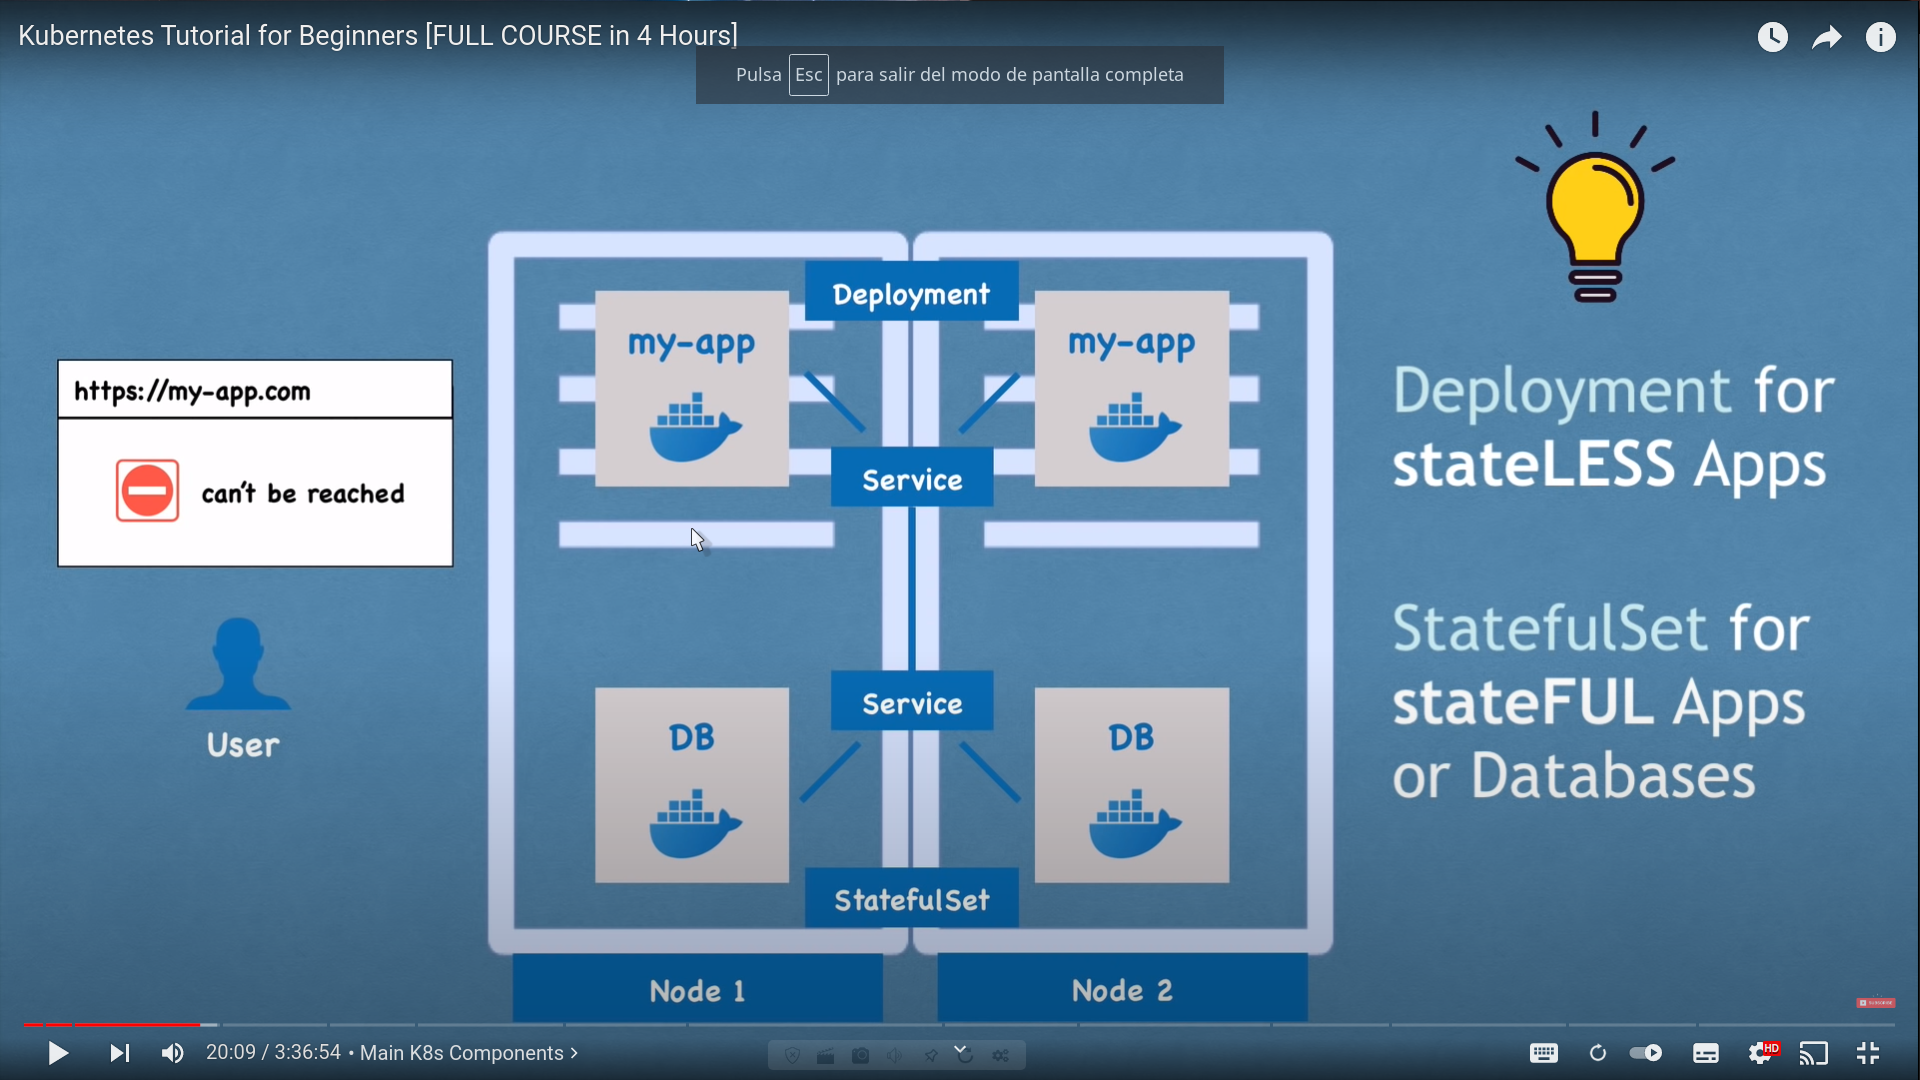 Kubernetes Tutorial for Beginners [FULL COURSE in 4 Hours]
Pulsa Esc para salir del modo de pantalla completa
https://my-app.com
can't be reached
User
Deployment
my-app
my-app
Service
Service
DB
DB
StatefulSet
Node 1
Node 2
Deployment for
stateLESS Apps
StatefulSet for
stateFUL Apps
or Databases
20:09 / 3:36:54 • Main K8s Components
HD